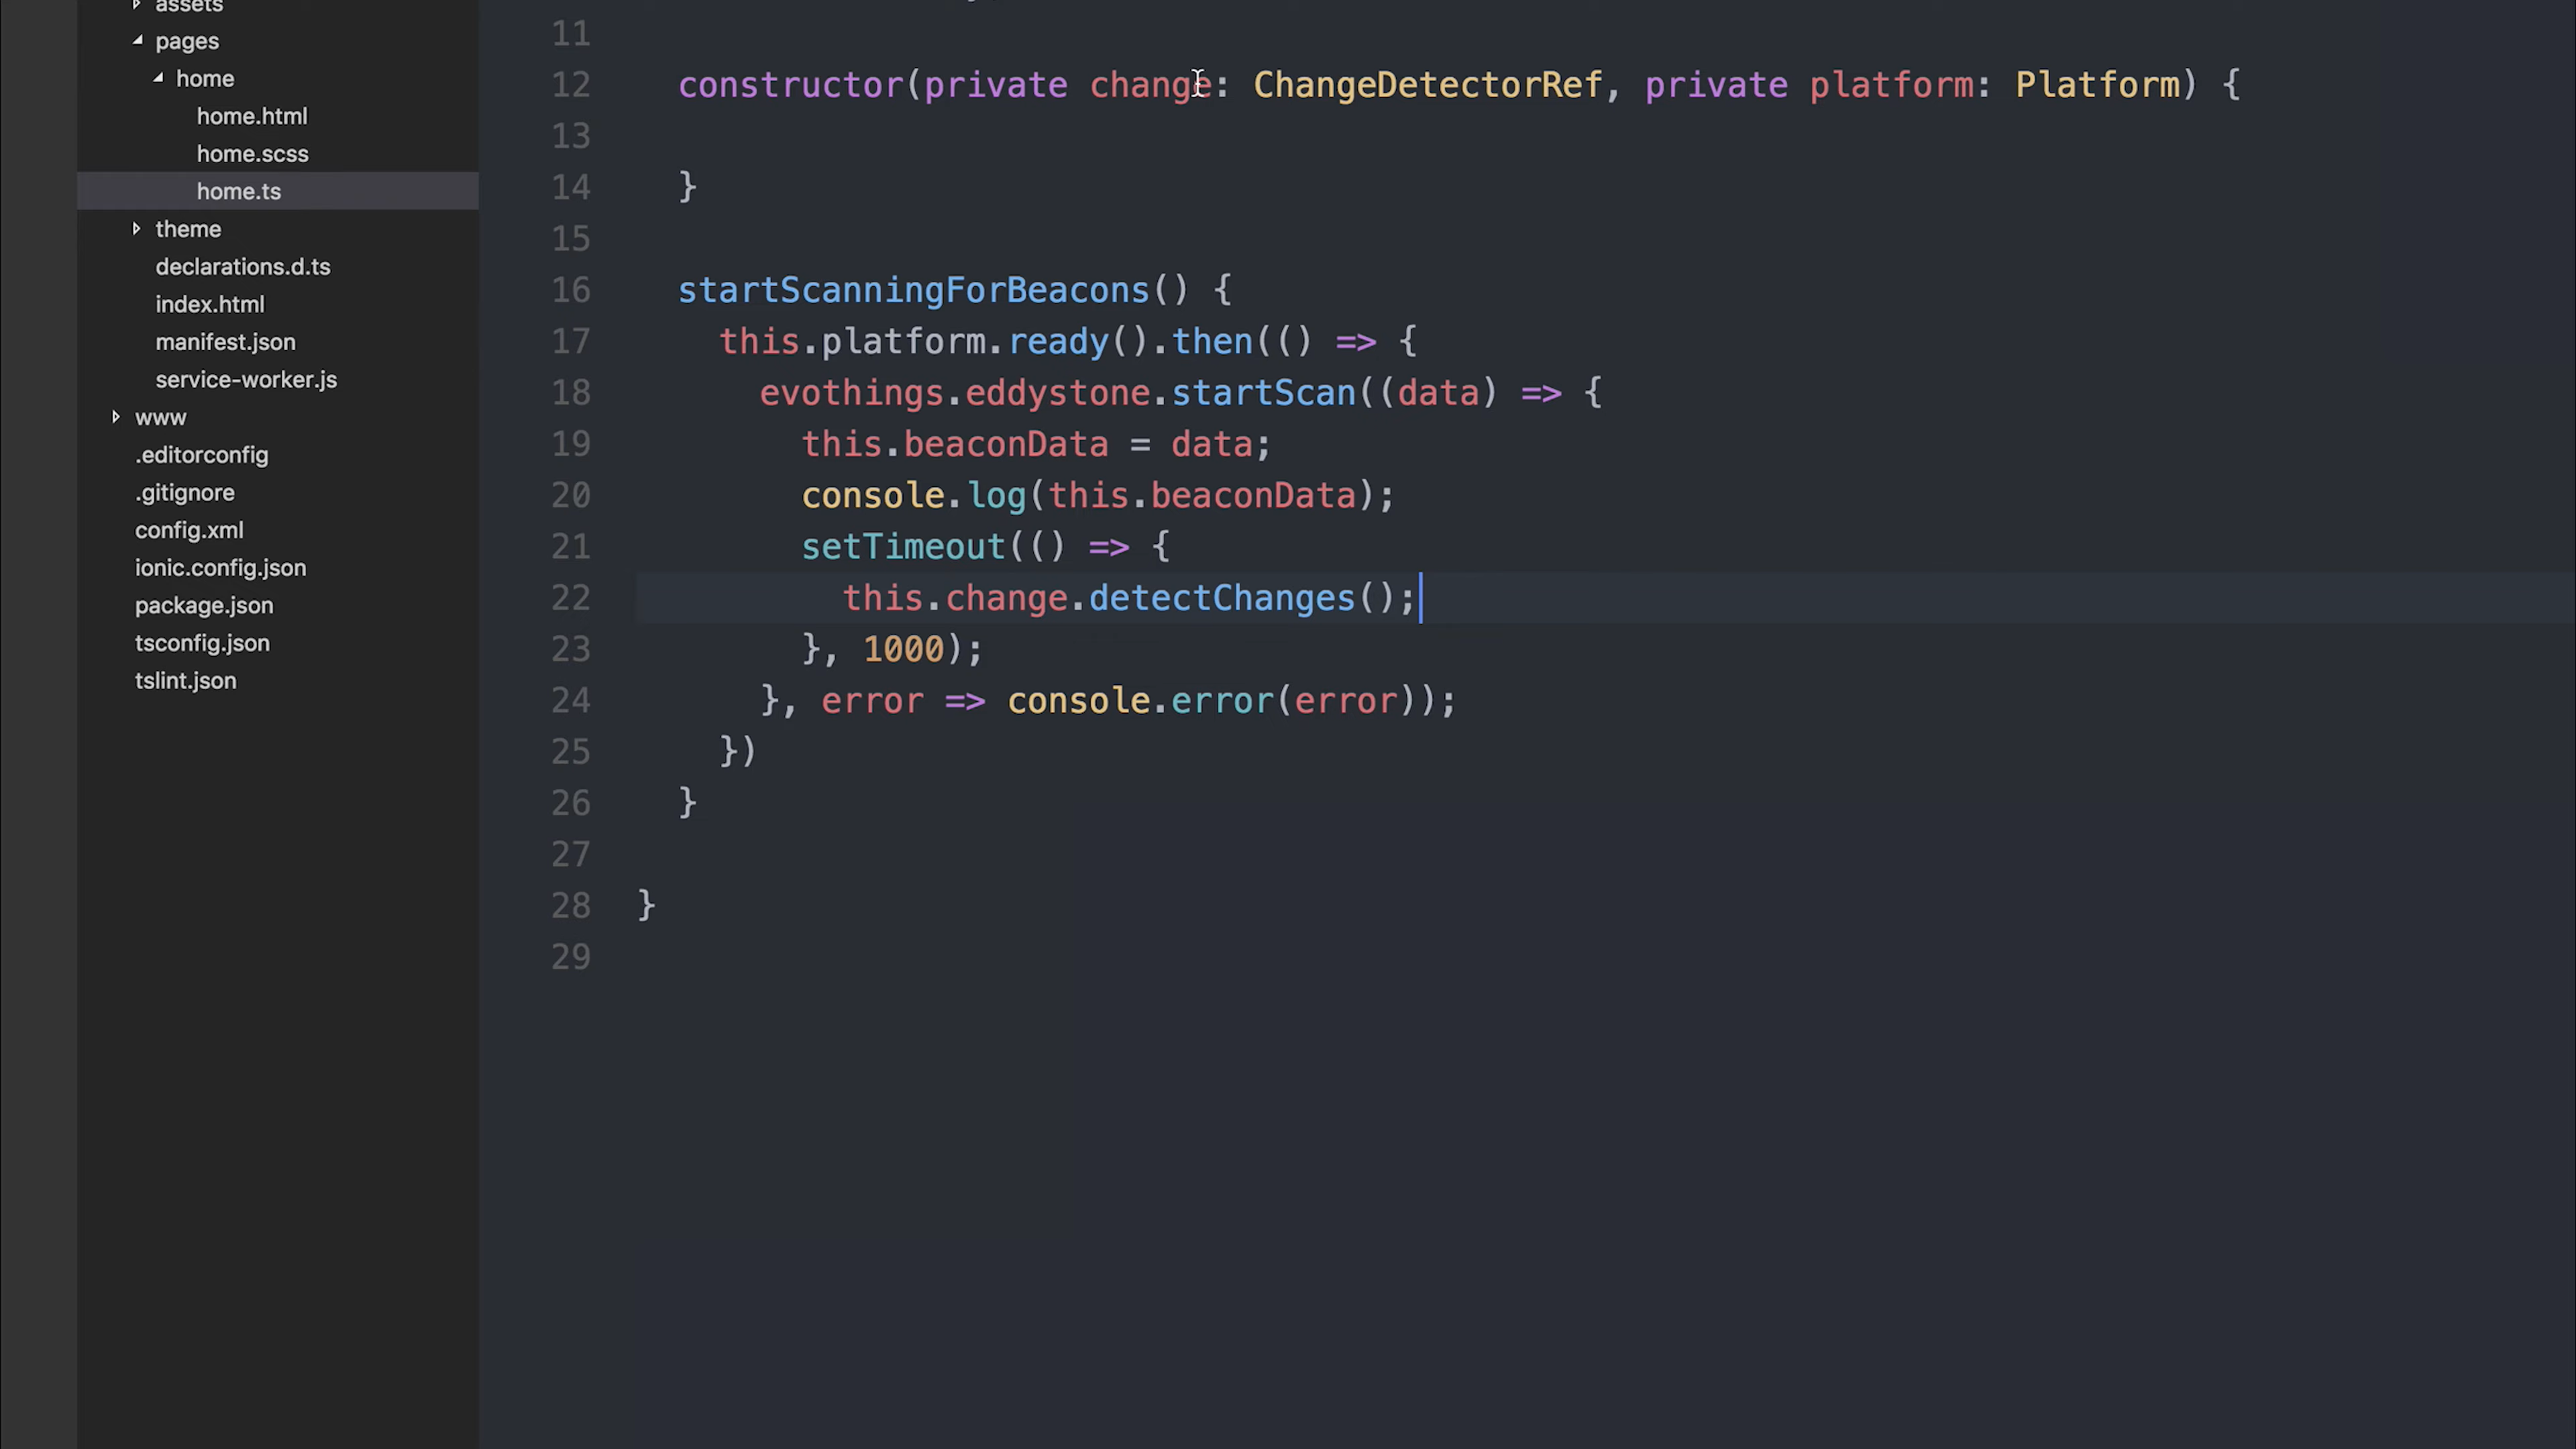 assets
pages
home
home.html
home.scss
home.ts
theme
declarations.d.ts
index.html
manifest.json
service-worker.js
www
.editorconfig
.gitignore
config.xml
ionic.config.json
package.json
tsconfig.json
tslint.json
11
12 constructor(private change: ChangeDetectorRef, private platform: Platform) {
13
14 }
15
16 startScanningForBeacons() {
17 this.platform.ready().then(() => {
18 evothings.eddystone.startScan((data) => {
19 this.beaconData = data;
20 console.log(this.beaconData);
21 setTimeout(() => {
22 this.change.detectChanges();
23 }, 1000);
24 }, error => console.error(error));
25 })
26 }
27
28 }
29